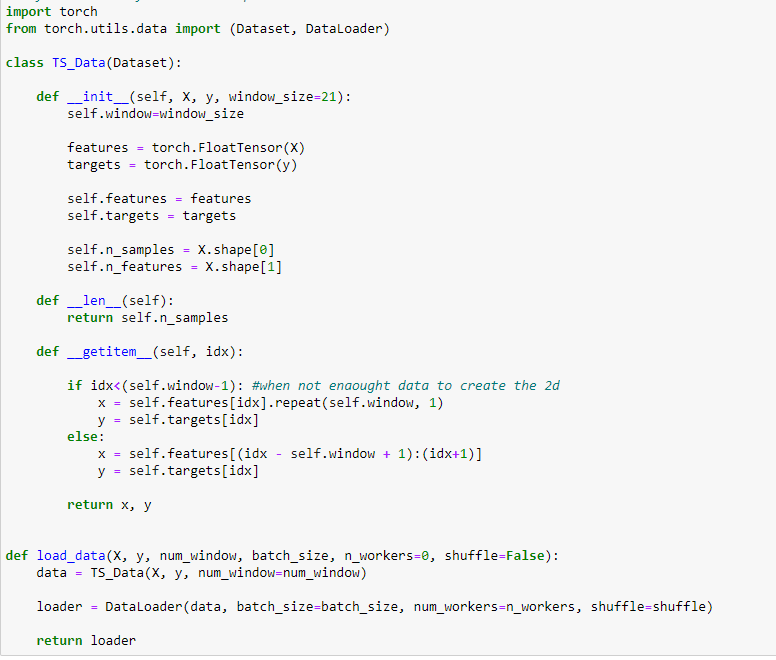 import torch
from torch.utils.data import (Dataset, DataLoader)
class TS_Data(Dataset):
def __init__(self, X, y, window_size=21):
self.window=window_size
features = torch.FloatTensor(X)
targets = torch.FloatTensor(y)
self.features = features
self.targets = targets
self.n_samples = X.shape[0]
self.n_features = X.shape[1]
def __len__(self):
return self.n_samples
def __getitem__(self, idx):
if idx<(self.window-1): #when not enaought data to create the 2d
x = self.features[idx].repeat(self.window, 1)
y = self.targets[idx]
else:
x = self.features[(idx - self.window + 1):(idx+1)]
y = self.targets[idx]
return x, y
def load_data(X, y, num_window, batch_size, n_workers=0, shuffle=False):
data = TS_Data(X, y, num_window=num_window)
loader = DataLoader(data, batch_size=batch_size, num_workers=n_workers, shuffle=shuffle)
return loader